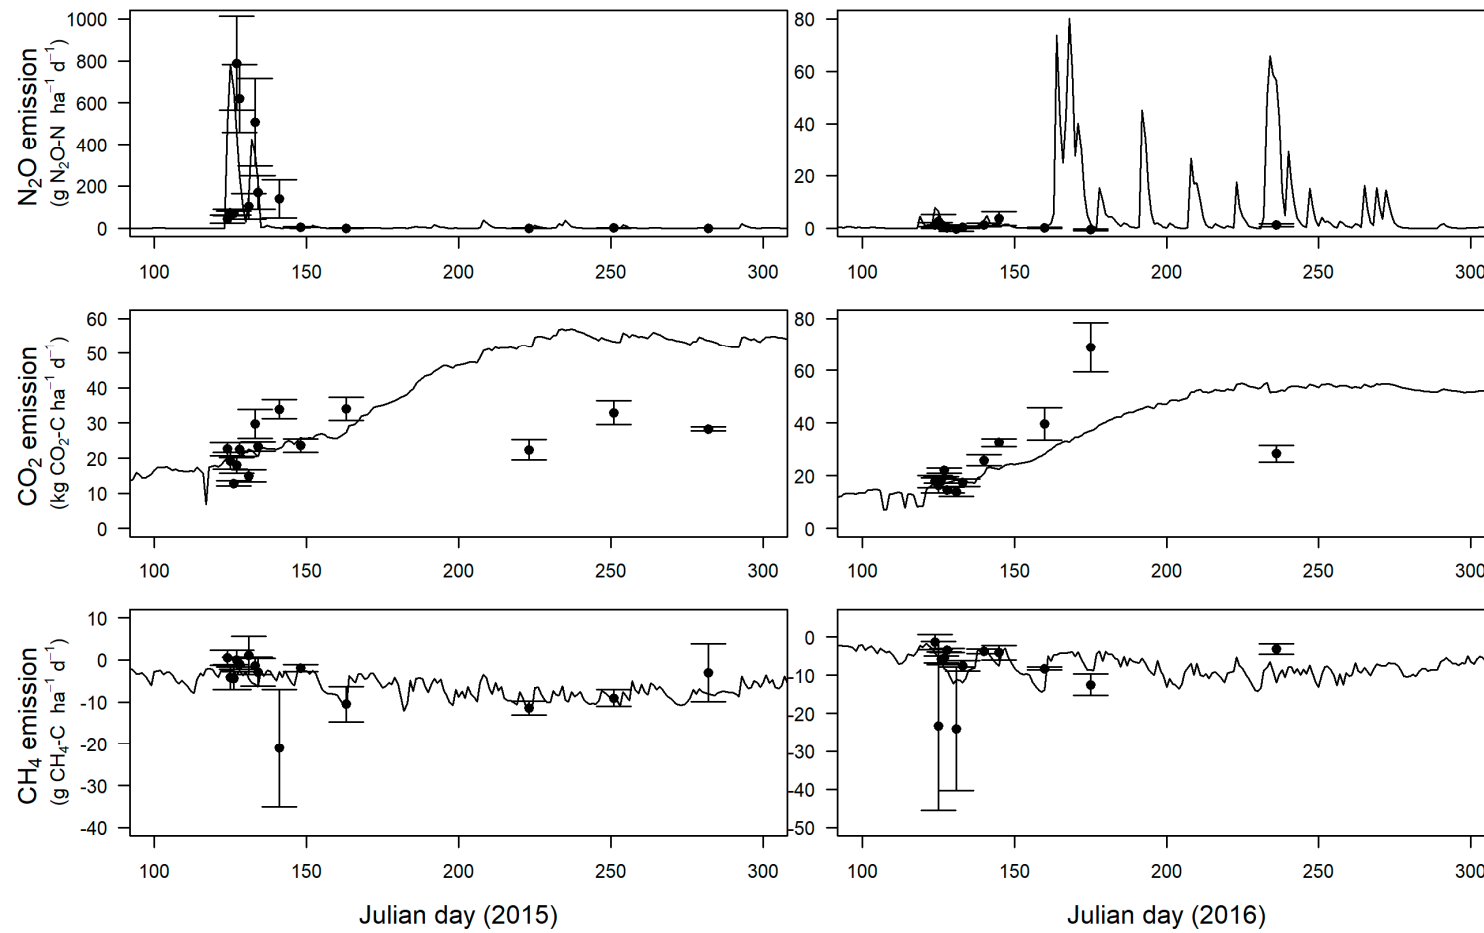 N₂O emission
(g N₂O-N ha⁻¹ d⁻¹)
1000
800
600
400
200
0
100 150 200 250 300
80
60
40
20
0
100 150 200 250 300
CO₂ emission
(kg CO₂-C ha⁻¹ d⁻¹)
60
50
40
30
20
10
0
100 150 200 250 300
80
60
40
20
0
100 150 200 250 300
CH₄ emission
(g CH₄-C ha⁻¹ d⁻¹)
10
0
-10
-20
-30
-40
100 150 200 250 300
0
-10
-20
-30
-40
-50
100 150 200 250 300
Julian day (2015)
Julian day (2016)